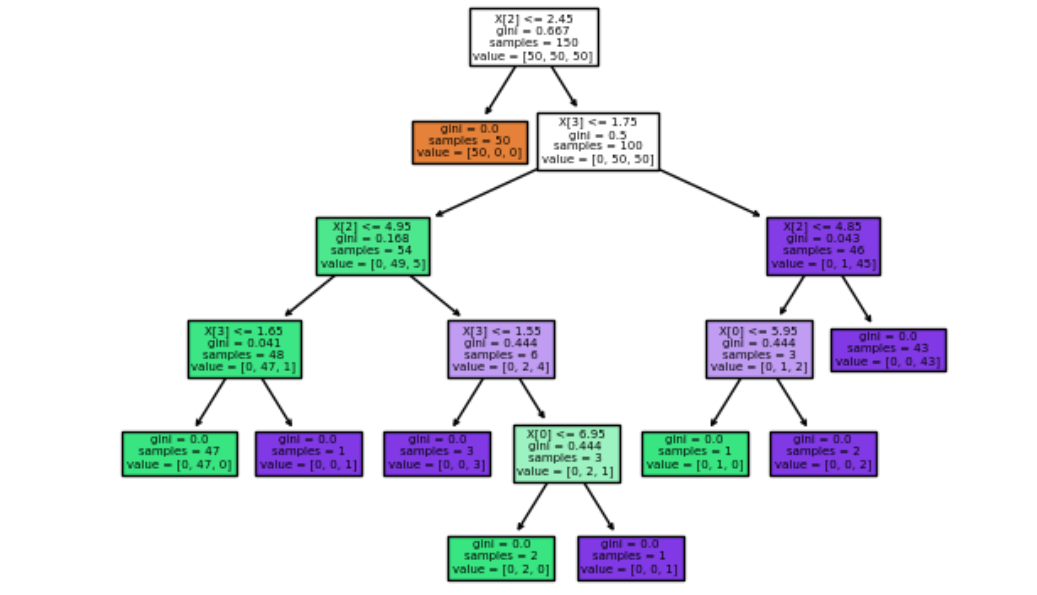 X[2] <= 2.45
gini = 0.667
samples = 150
value = [50, 50, 50]
gini = 0.0
samples = 50
value = [50, 0, 0]
X[3] <= 1.75
gini = 0.5
samples = 100
value = [0, 50, 50]
X[2] <= 4.95
gini = 0.168
samples = 54
value = [0, 49, 5]
X[2] <= 4.85
gini = 0.043
samples = 46
value = [0, 1, 45]
X[3] <= 1.65
gini = 0.041
samples = 48
value = [0, 47, 1]
X[3] <= 1.55
gini = 0.444
samples = 6
value = [0, 2, 4]
X[0] <= 5.95
gini = 0.444
samples = 3
value = [0, 1, 2]
gini = 0.0
samples = 43
value = [0, 0, 43]
gini = 0.0
samples = 47
value = [0, 47, 0]
gini = 0.0
samples = 1
value = [0, 0, 1]
gini = 0.0
samples = 3
value = [0, 0, 3]
X[0] <= 6.95
gini = 0.444
samples = 3
value = [0, 2, 1]
gini = 0.0
samples = 1
value = [0, 1, 0]
gini = 0.0
samples = 2
value = [0, 0, 2]
gini = 0.0
samples = 2
value = [0, 2, 0]
gini = 0.0
samples = 1
value = [0, 0, 1]